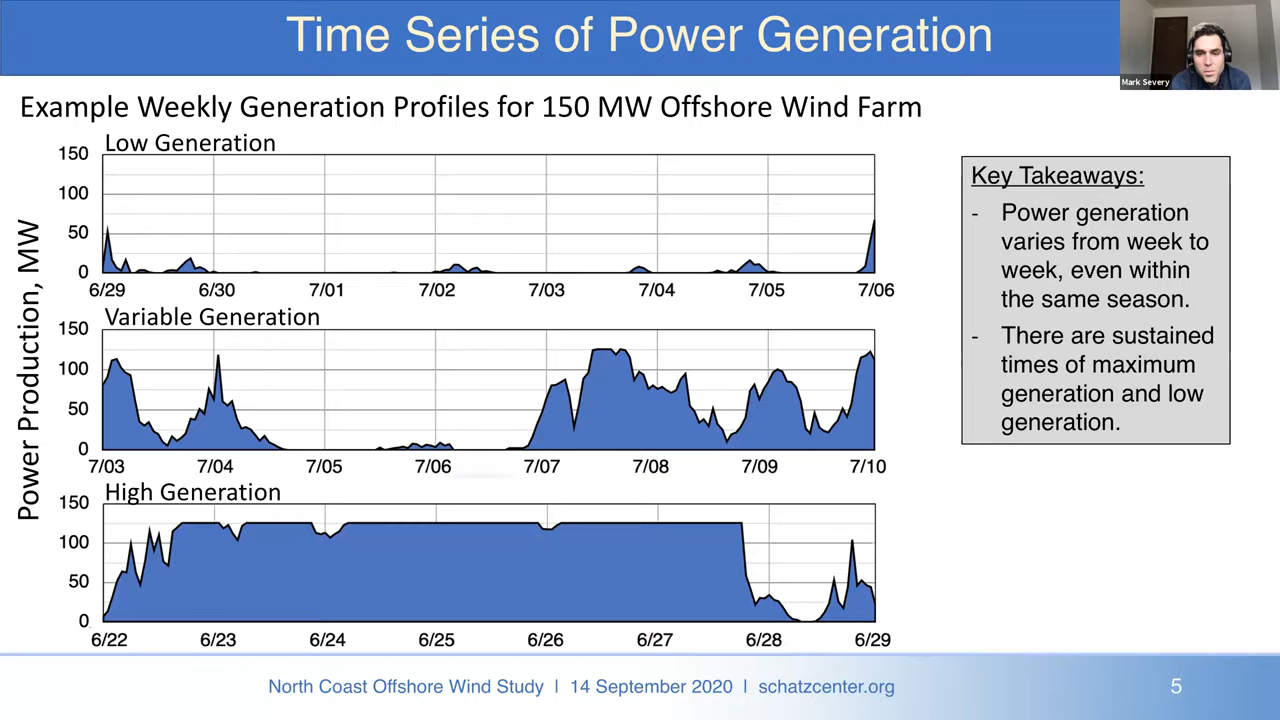 Time Series of Power Generation
Mark Severy
Example Weekly Generation Profiles for 150 MW Offshore Wind Farm
Power Production, MW
Low Generation
150
100
50
0
6/29 6/30 7/01 7/02 7/03 7/04 7/05 7/06
Variable Generation
150
100
50
0
7/03 7/04 7/05 7/06 7/07 7/08 7/09 7/10
High Generation
150
100
50
0
6/22 6/23 6/24 6/25 6/26 6/27 6/28 6/29
Key Takeaways:
- Power generation
varies from week to
week, even within
the same season.
- There are sustained
times of maximum
generation and low
generation.
North Coast Offshore Wind Study | 14 September 2020 | schatzcenter.org
5